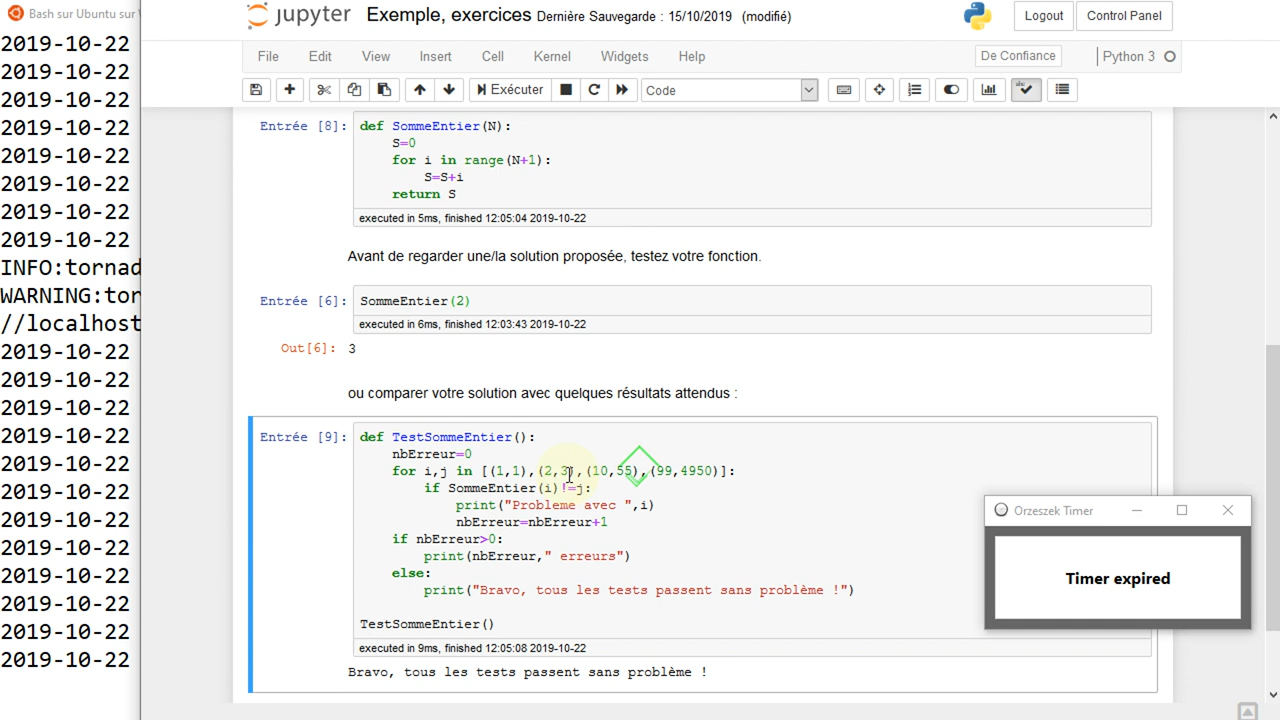 Bash sur Ubuntu sur
2019-10-22
2019-10-22
2019-10-22
2019-10-22
2019-10-22
2019-10-22
2019-10-22
2019-10-22
INFO:tornad
WARNING:tor
//localhost
2019-10-22
2019-10-22
2019-10-22
2019-10-22
2019-10-22
2019-10-22
2019-10-22
2019-10-22
2019-10-22
2019-10-22
2019-10-22
2019-10-22
jupyter Exemple, exercices Dernière Sauvegarde : 15/10/2019 (modifié)
Logout Control Panel
File Edit View Insert Cell Kernel Widgets Help
De Confiance Python 3
Exécuter Code
Entrée [8]: def SommeEntier(N):
S=0
for i in range(N+1):
S=S+i
return S
executed in 5ms, finished 12:05:04 2019-10-22
Avant de regarder une/la solution proposée, testez votre fonction.
Entrée [6]: SommeEntier(2)
executed in 6ms, finished 12:03:43 2019-10-22
Out[6]: 3
ou comparer votre solution avec quelques résultats attendus :
Entrée [9]: def TestSommeEntier():
nbErreur=0
for i,j in [(1,1),(2,3),(10,55),(99,4950)]:
if SommeEntier(i)!=j:
print("Probleme avec ",i)
nbErreur=nbErreur+1
if nbErreur>0:
print(nbErreur," erreurs")
else:
print("Bravo, tous les tests passent sans problème !")
TestSommeEntier()
executed in 9ms, finished 12:05:08 2019-10-22
Bravo, tous les tests passent sans problème !
Orzeszek Timer
Timer expired